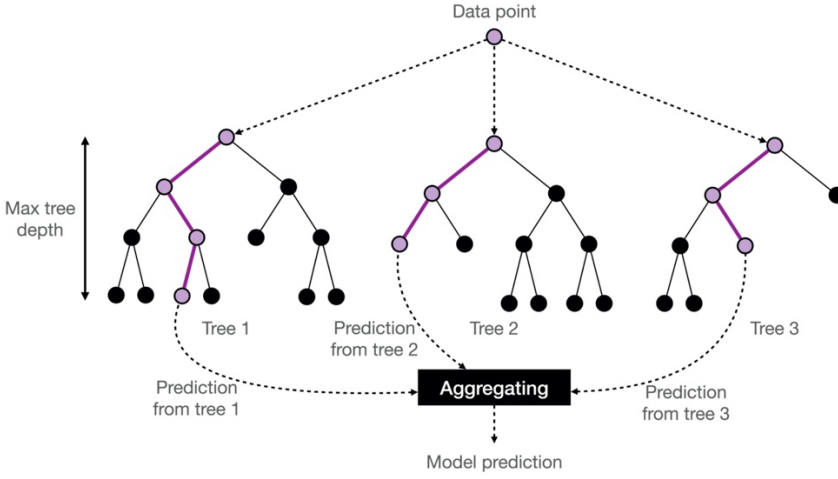 Data point
Max tree
depth
Tree 1
Prediction
from tree 2
Tree 2
Tree 3
Prediction
from tree 1
Aggregating
Prediction
from tree 3
Model prediction